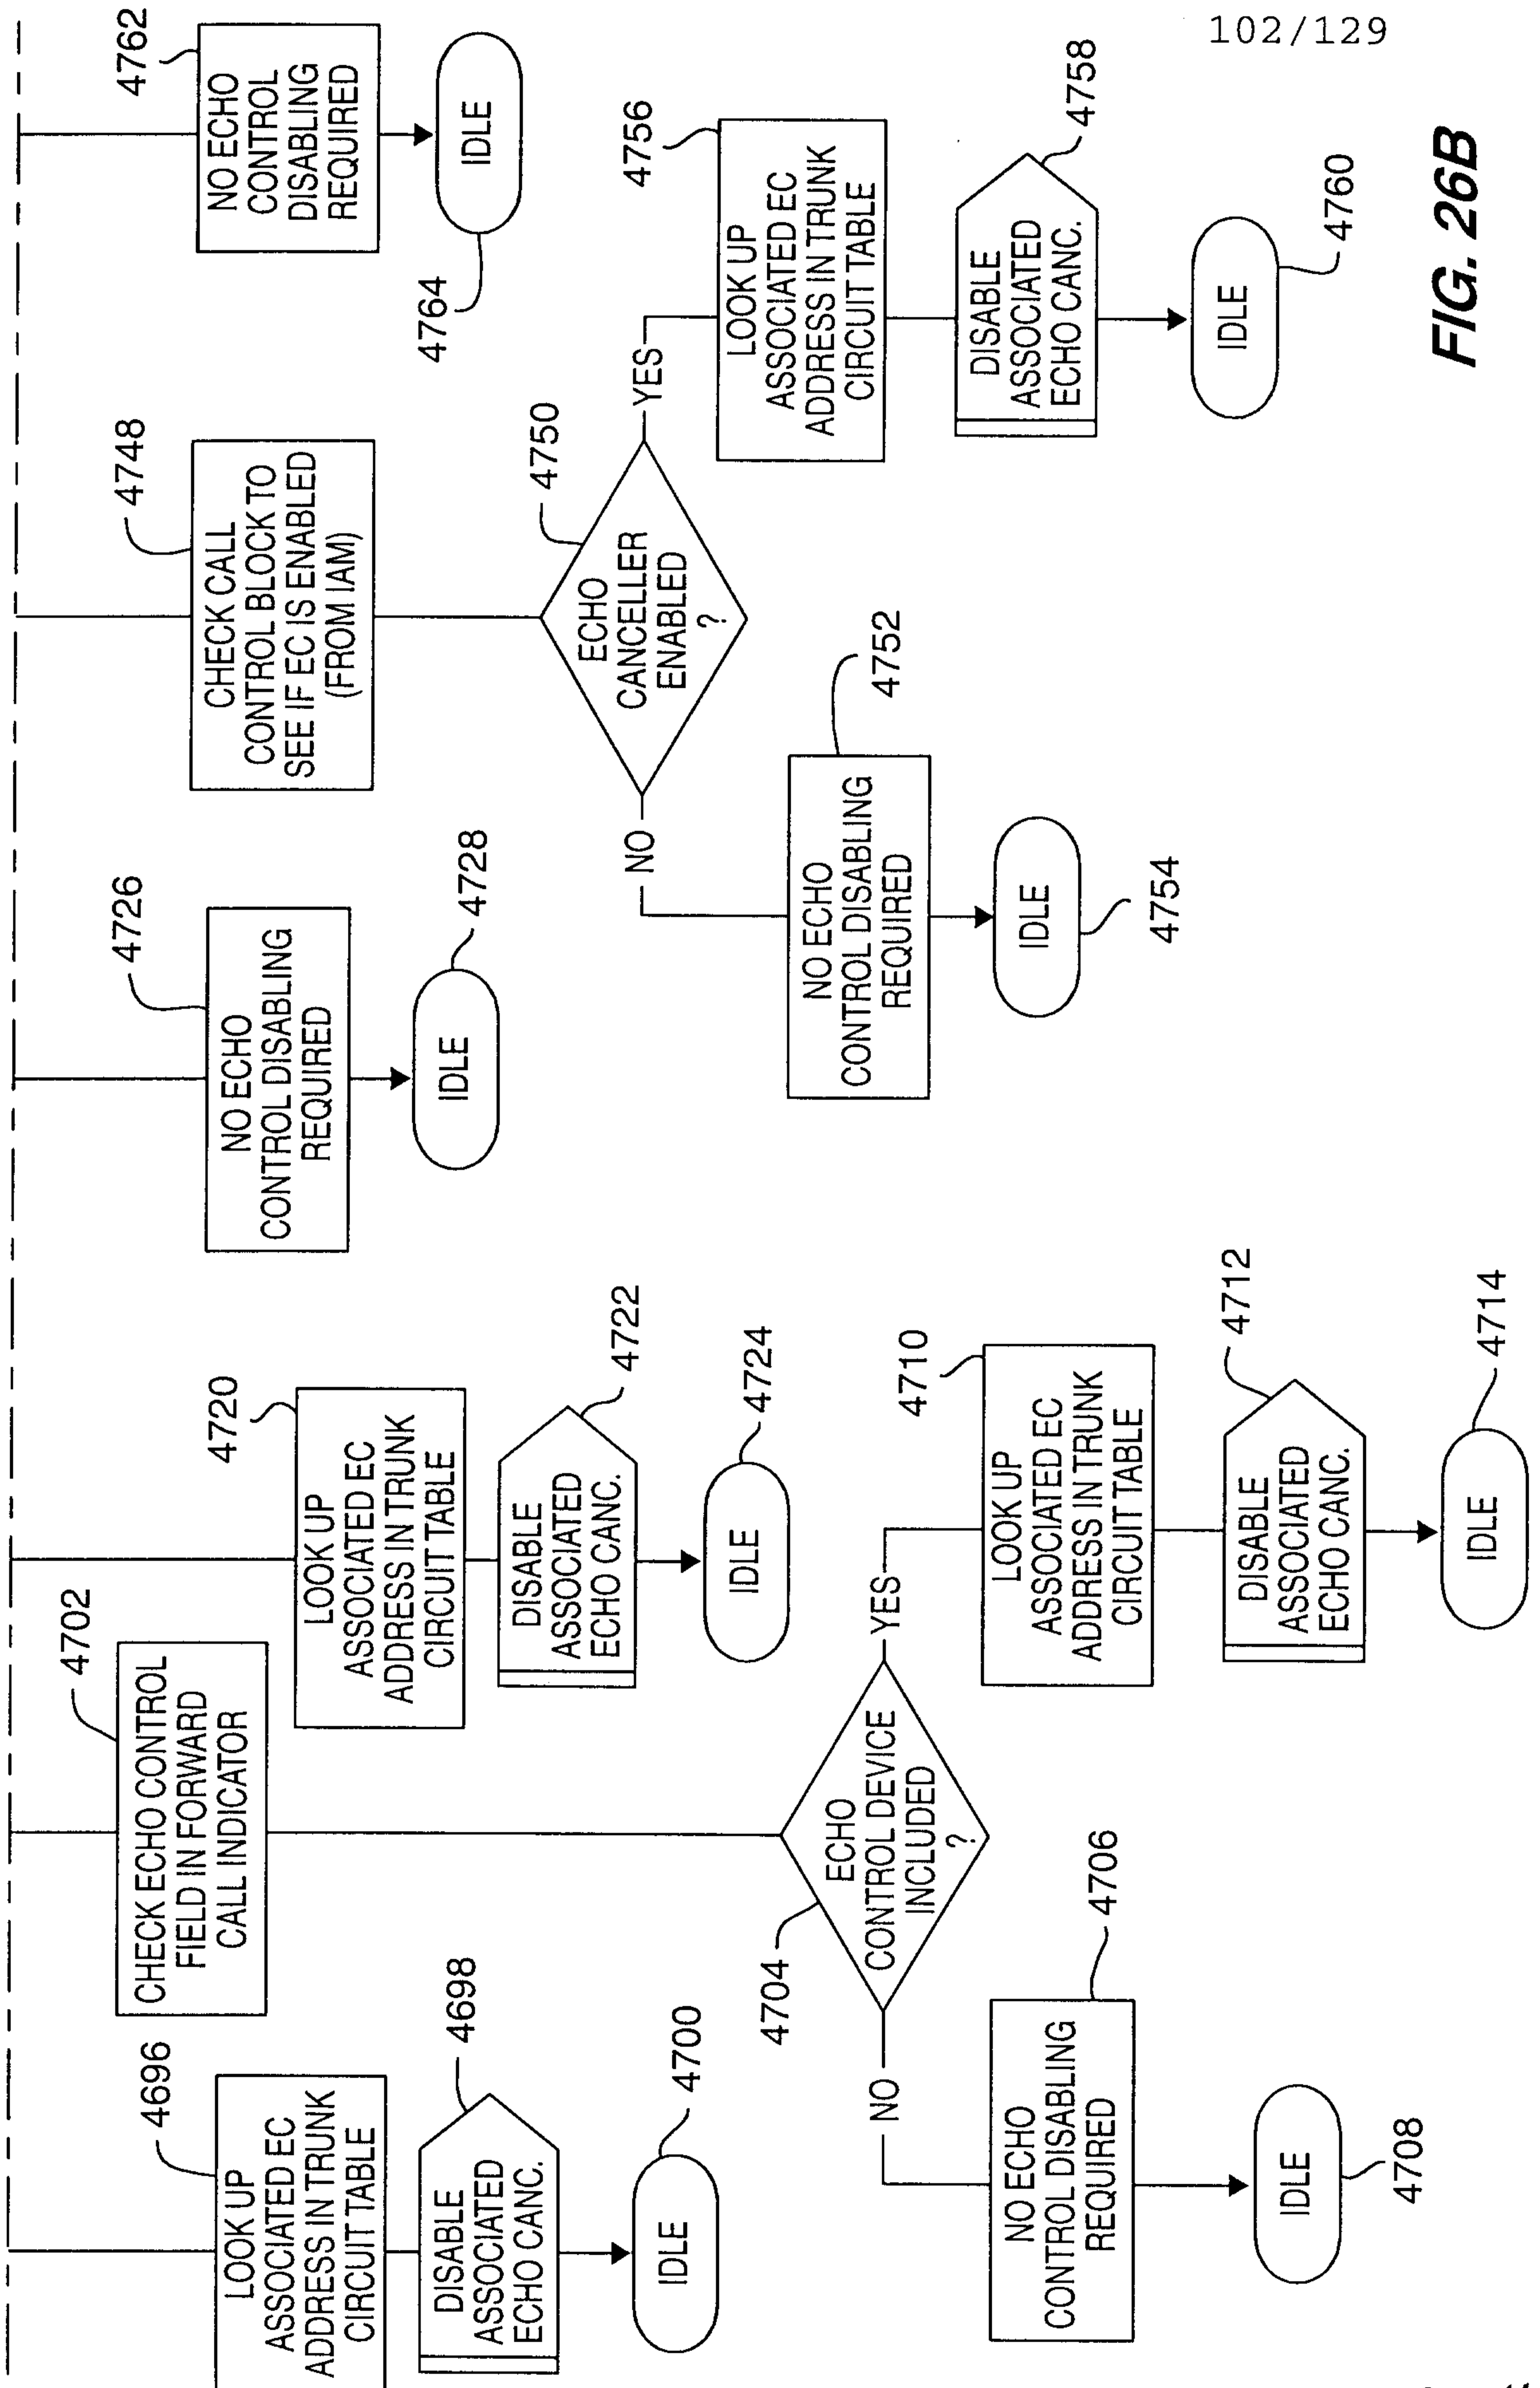 102/129
4696
LOOK UP
ASSOCIATED EC
ADDRESS IN TRUNK
CIRCUIT TABLE
4698
DISABLE
ASSOCIATED
ECHO CANC.
4700
IDLE
4702
CHECK ECHO CONTROL
FIELD IN FORWARD
CALL INDICATOR
4704
ECHO
CONTROL DEVICE
INCLUDED
?
NO
YES
4706
NO ECHO
CONTROL DISABLING
REQUIRED
IDLE
4708
4710
LOOK UP
ASSOCIATED EC
ADDRESS IN TRUNK
CIRCUIT TABLE
4712
DISABLE
ASSOCIATED
ECHO CANC.
4714
IDLE
4720
LOOK UP
ASSOCIATED EC
ADDRESS IN TRUNK
CIRCUIT TABLE
4722
DISABLE
ASSOCIATED
ECHO CANC.
4724
IDLE
4726
NO ECHO
CONTROL DISABLING
REQUIRED
4728
IDLE
4748
CHECK CALL
CONTROL BLOCK TO
SEE IF EC IS ENABLED
(FROM IAM)
4750
ECHO
CANCELLER
ENABLED
?
NO
YES
4752
NO ECHO
CONTROL DISABLING
REQUIRED
IDLE
4754
4756
LOOK UP
ASSOCIATED EC
ADDRESS IN TRUNK
CIRCUIT TABLE
4758
DISABLE
ASSOCIATED
ECHO CANC.
IDLE
4760
4762
NO ECHO
CONTROL
DISABLING
REQUIRED
4764
IDLE
FIG. 26B